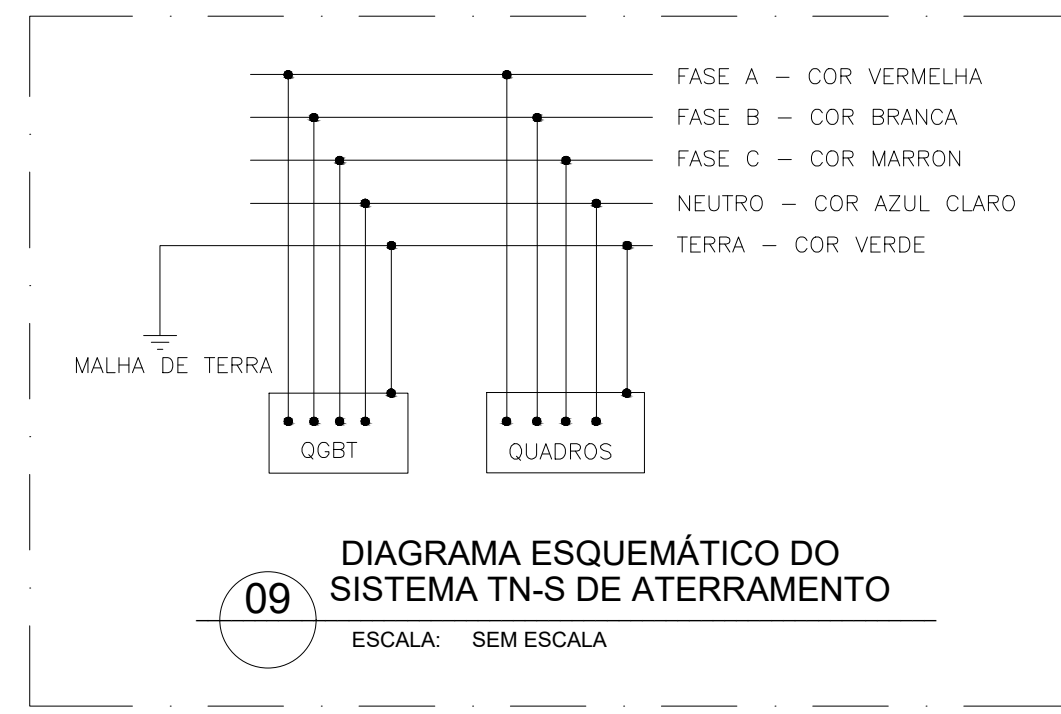 FASE A – COR VERMELHA
FASE B – COR BRANCA
FASE C – COR MARRON
NEUTRO – COR AZUL CLARO
TERRA – COR VERDE
MALHA DE TERRA
QGBT
QUADROS
09
DIAGRAMA ESQUEMÁTICO DO
SISTEMA TN-S DE ATERRAMENTO
ESCALA: SEM ESCALA